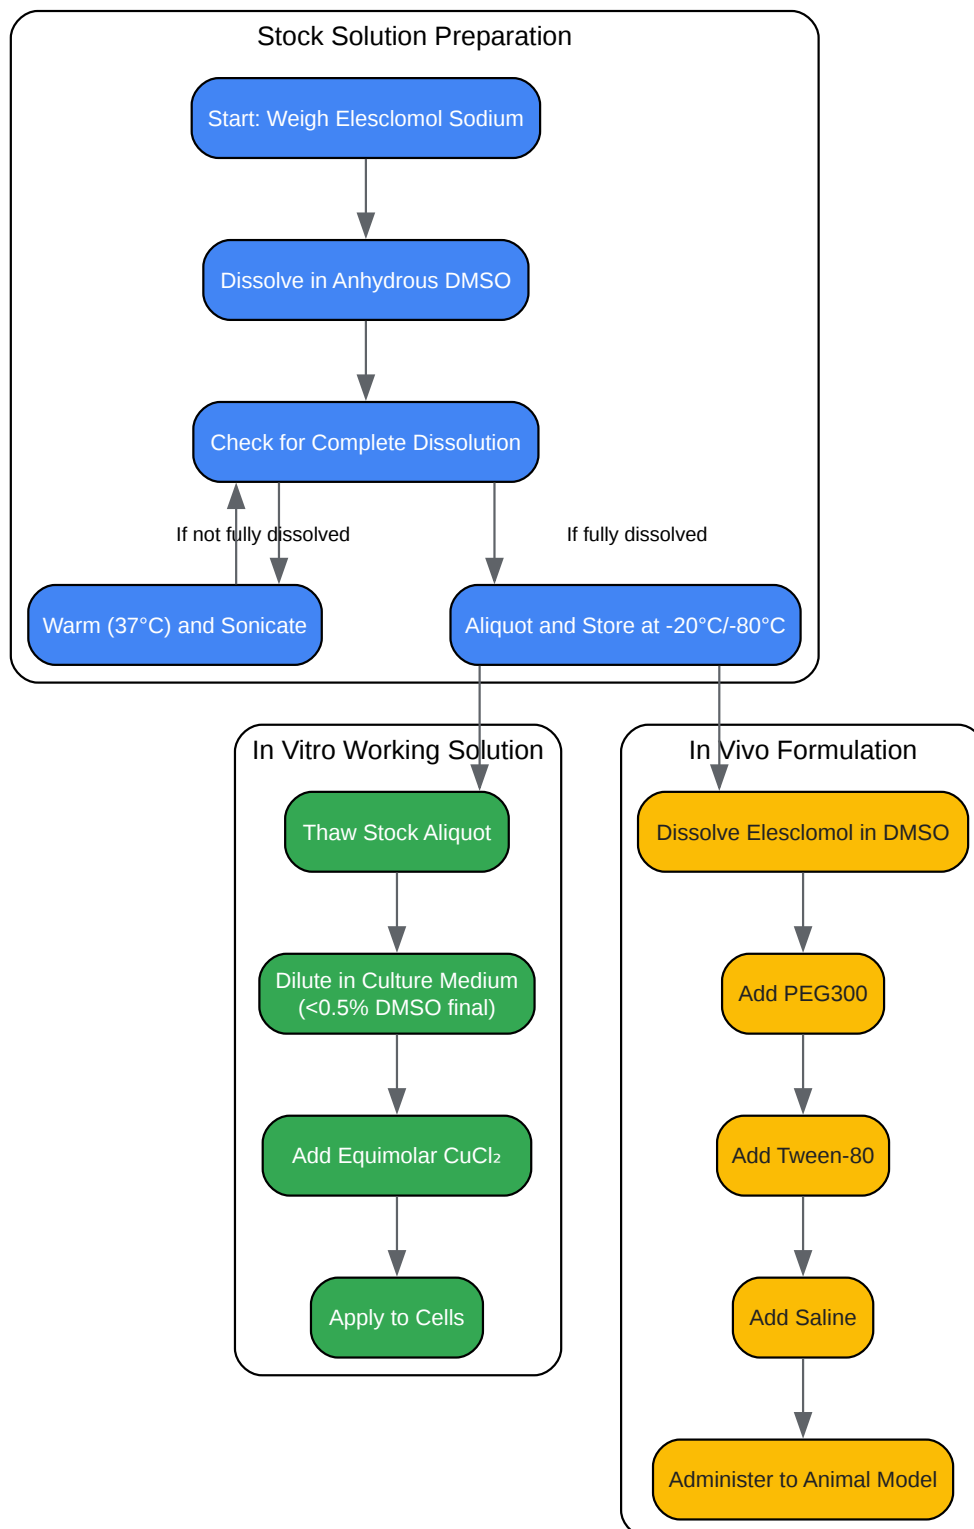 Stock Solution Preparation
Start: Weigh Elesclomol Sodium
Dissolve in Anhydrous DMSO
Check for Complete Dissolution
If not fully dissolved
If fully dissolved
Warm (37°C) and Sonicate
Aliquot and Store at -20°C/-80°C
In Vitro Working Solution
Thaw Stock Aliquot
Dilute in Culture Medium
(<0.5% DMSO final)
Add Equimolar CuCl₂
Apply to Cells
In Vivo Formulation
Dissolve Elesclomol in DMSO
Add PEG300
Add Tween-80
Add Saline
Administer to Animal Model